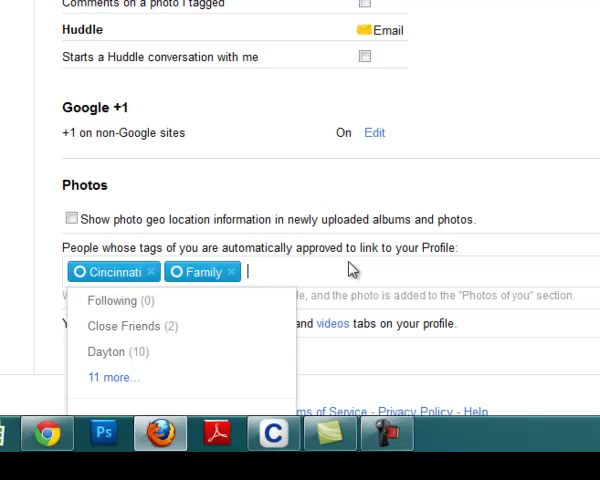 Comments on a photo I tagged
Huddle Email
Starts a Huddle conversation with me
Google +1
+1 on non-Google sites On Edit
Photos
Show photo geo location information in newly uploaded albums and photos.
People whose tags of you are automatically approved to link to your Profile:
Cincinnati × Family ×
Following (0)
le, and the photo is added to the "Photos of you" section.
Close Friends (2)
and videos tabs on your profile.
Dayton (10)
11 more...
ms of Service - Privacy Policy - Help
Ps
C